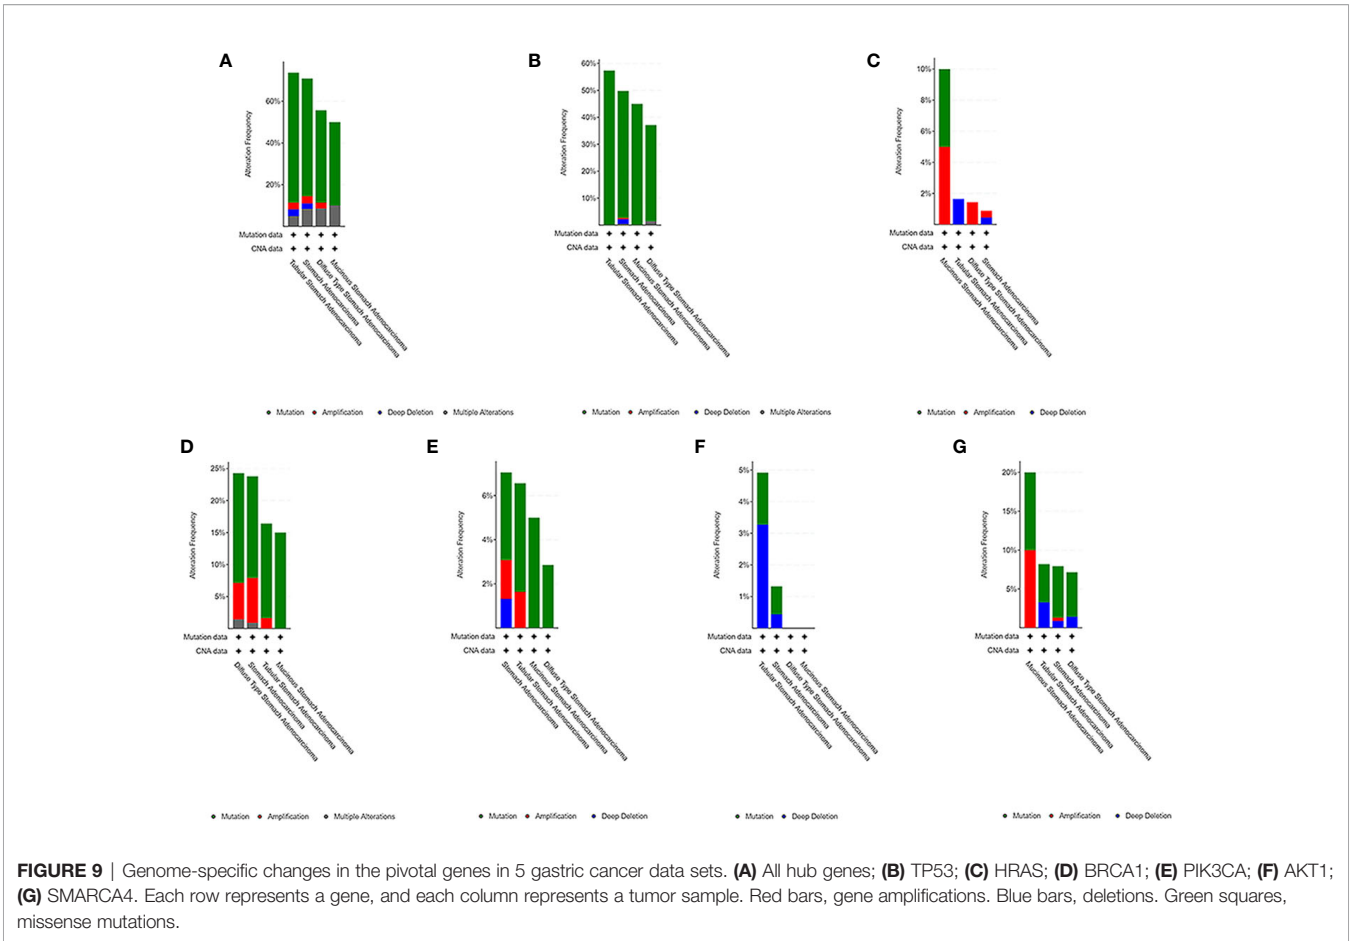 A
60%
40%
20%
Alteration Frequency
Mutation data
CNA data
Tubular Stomach Adenocarcinoma
Stomach Adenocarcinoma
Diffuse Type Stomach Adenocarcinoma
Mucinous Stomach Adenocarcinoma
Mutation Amplification Deep Deletion Multiple Alterations
B
60%
50%
40%
30%
20%
10%
Alteration Frequency
Mutation data
CNA data
Tubular Stomach Adenocarcinoma
Stomach Adenocarcinoma
Mucinous Stomach Adenocarcinoma
Diffuse Type Stomach Adenocarcinoma
Mutation Amplification Deep Deletion Multiple Alterations
C
10%
8%
6%
4%
2%
Alteration Frequency
Mutation data
CNA data
Mucinous Stomach Adenocarcinoma
Tubular Stomach Adenocarcinoma
Diffuse Type Stomach Adenocarcinoma
Stomach Adenocarcinoma
Mutation Amplification Deep Deletion
D
25%
20%
15%
10%
5%
Alteration Frequency
Mutation data
CNA data
Diffuse Type Stomach Adenocarcinoma
Stomach Adenocarcinoma
Tubular Stomach Adenocarcinoma
Mucinous Stomach Adenocarcinoma
Mutation Amplification Multiple Alterations
E
6%
4%
2%
Alteration Frequency
Mutation data
CNA data
Stomach Adenocarcinoma
Tubular Stomach Adenocarcinoma
Mucinous Stomach Adenocarcinoma
Diffuse Type Stomach Adenocarcinoma
Mutation Amplification Deep Deletion
F
5%
4%
3%
2%
1%
Alteration Frequency
Mutation data
CNA data
Tubular Stomach Adenocarcinoma
Stomach Adenocarcinoma
Diffuse Type Stomach Adenocarcinoma
Mucinous Stomach Adenocarcinoma
Mutation Deep Deletion
G
20%
15%
10%
5%
Alteration Frequency
Mutation data
CNA data
Mucinous Stomach Adenocarcinoma
Tubular Stomach Adenocarcinoma
Stomach Adenocarcinoma
Diffuse Type Stomach Adenocarcinoma
Mutation Amplification Deep Deletion
FIGURE 9 | Genome-specific changes in the pivotal genes in 5 gastric cancer data sets. (A) All hub genes; (B) TP53; (C) HRAS; (D) BRCA1; (E) PIK3CA; (F) AKT1;
(G) SMARCA4. Each row represents a gene, and each column represents a tumor sample. Red bars, gene amplifications. Blue bars, deletions. Green squares,
missense mutations.